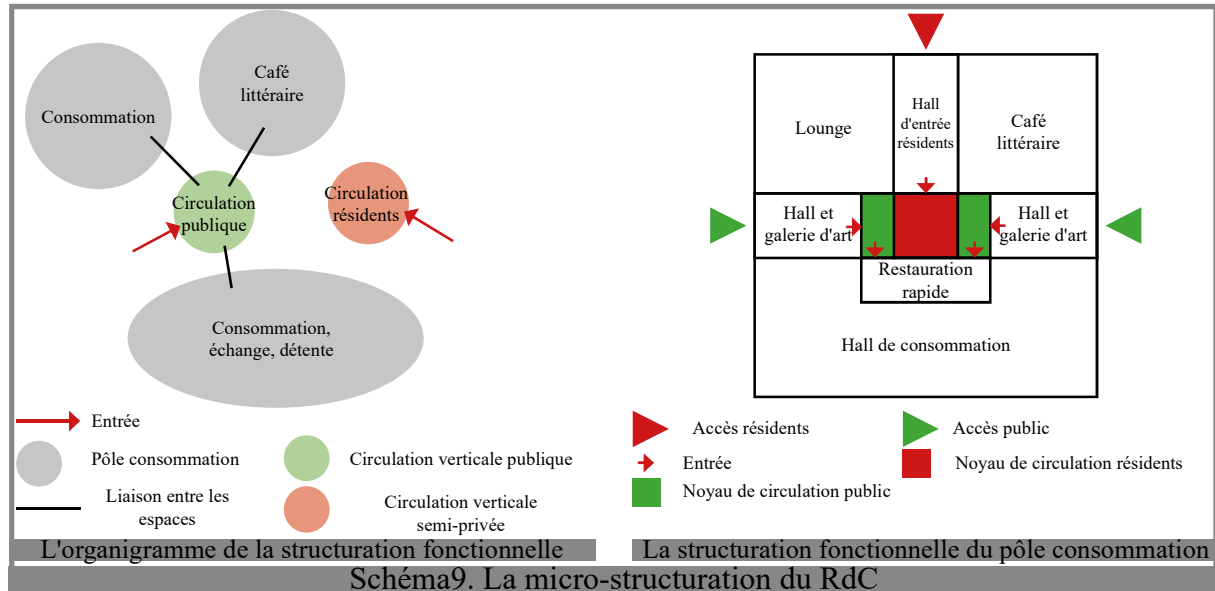 Consommation
Café
littéraire
Circulation
publique
Circulation
résidents
Consommation,
échange, détente
Entrée
Pôle consommation
Circulation verticale publique
Liaison entre les
espaces
Circulation verticale
semi-privée
L'organigramme de la structuration fonctionnelle
Lounge
Hall
d'entrée
résidents
Café
littéraire
Hall et
galerie d'art
Hall et
galerie d'art
Restauration
rapide
Hall de consommation
Accès résidents
Accès public
Entrée
Noyau de circulation résidents
Noyau de circulation public
La structuration fonctionnelle du pôle consommation
Schéma9. La micro-structuration du RdC